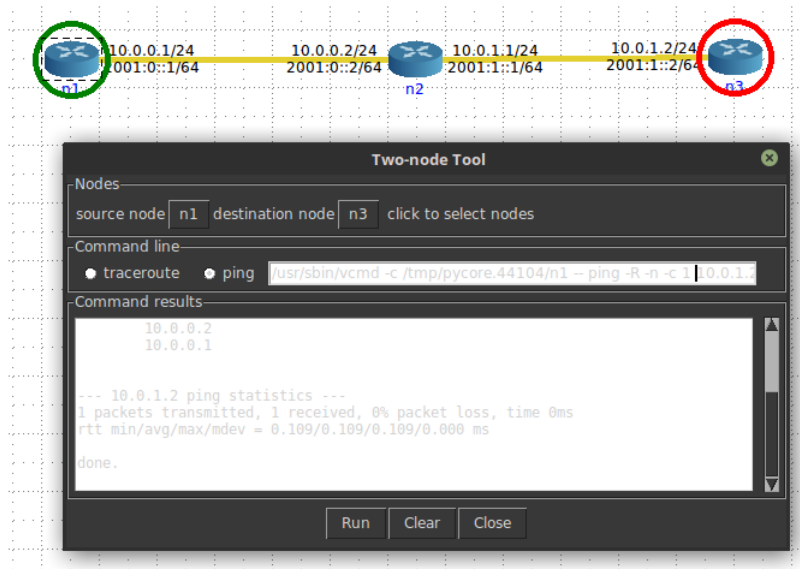 10.0.0.1/24 10.0.0.2/24 10.0.1.1/24 10.0.1.2/24
2001:0::1/64 2001:0::2/64 2001:1::1/64 2001:1::2/64
n1 n2 n3
Two-node Tool
Nodes
source node n1 destination node n3 click to select nodes
Command line
traceroute ping /usr/sbin/vcmd -c /tmp/pycore.44104/n1 -- ping -R -n -c 1 10.0.1.2
Command results
10.0.0.2
10.0.0.1
--- 10.0.1.2 ping statistics ---
1 packets transmitted, 1 received, 0% packet loss, time 0ms
rtt min/avg/max/mdev = 0.109/0.109/0.109/0.000 ms
done.
Run Clear Close